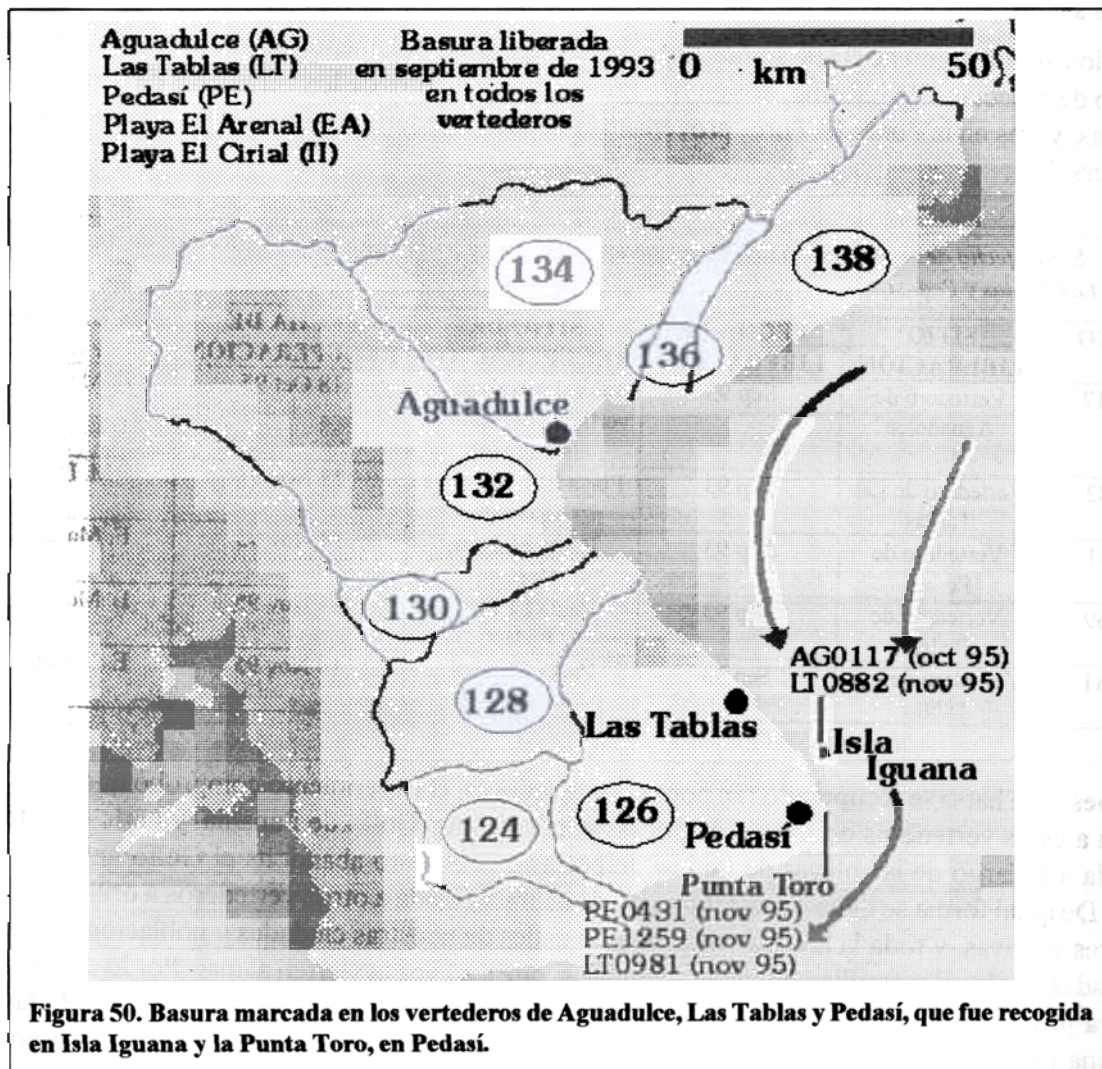 Aguadulce (AG)
Las Tablas (LT)
Pedasí (PE)
Playa El Arenal (EA)
Playa El Cirial (II)
Basura liberada
en septiembre de 1993
en todos los
vertederos
0 km 50
134
138
136
Aguadulce
132
130
AG0117 (oct 95)
LT0882 (nov 95)
128
Las Tablas
Isla
Iguana
126
124
Pedasí
Punta Toro
PE0431 (nov 95)
PE1259 (nov 95)
LT0981 (nov 95)
Figura 50. Basura marcada en los vertederos de Aguadulce, Las Tablas y Pedasí, que fue recogida
en Isla Iguana y la Punta Toro, en Pedasí.